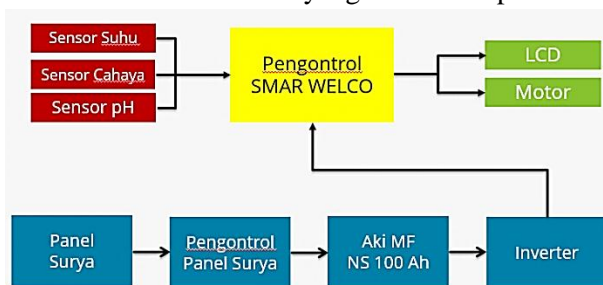 Sensor Suhu
Sensor Cahaya
Sensor pH
Pengontrol
SMAR WELCO
LCD
Motor
Panel
Surya
Pengontrol
Panel Surya
Aki MF
NS 100 Ah
Inverter